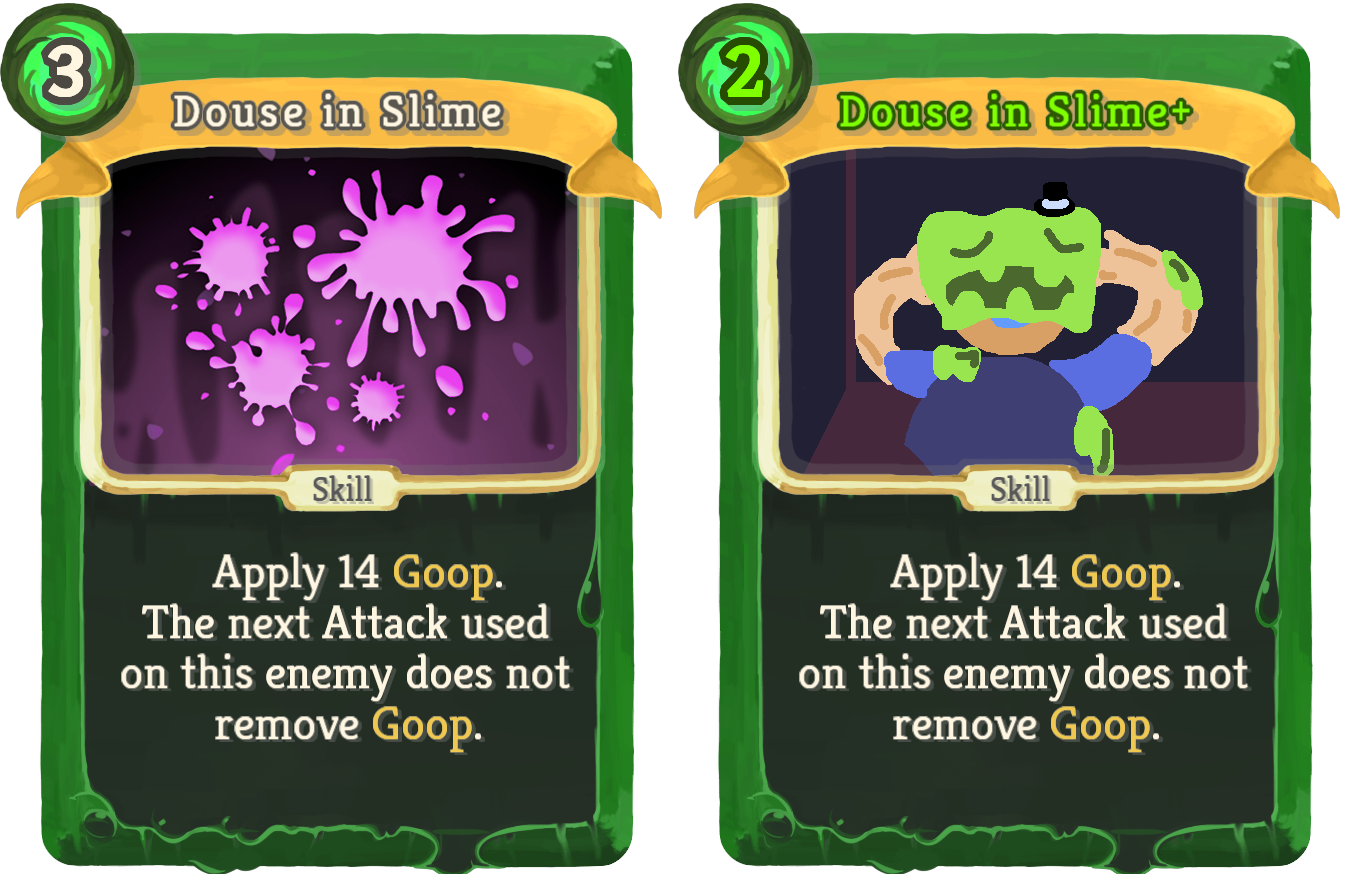 3
Douse in Slime
Skill
Apply 14 Goop.
The next Attack used
on this enemy does not
remove Goop.
2
Douse in Slime+
Skill
Apply 14 Goop.
The next Attack used
on this enemy does not
remove Goop.